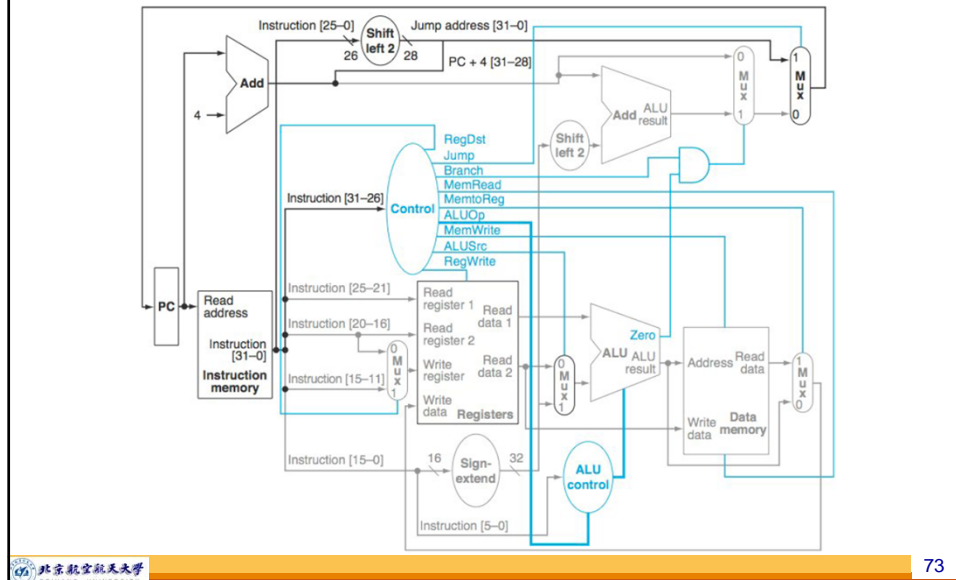 Instruction [25–0]
Shift
left 2
Jump address [31–0]
26
28
PC + 4 [31–28]
Add
4
0
M
u
x
1
1
M
u
x
0
Add
ALU
result
Shift
left 2
RegDst
Jump
Branch
MemRead
MemtoReg
ALUOp
MemWrite
ALUSrc
RegWrite
Instruction [31–26]
Control
PC
Read
address
Instruction
[31–0]
Instruction
memory
Instruction [25–21]
Instruction [20–16]
Instruction [15–11]
0
M
u
x
1
Read
register 1
Read
register 2
Write
register
Write
data
Read
data 1
Read
data 2
Registers
0
M
u
x
1
Zero
ALU
ALU
result
Address
Read
data
Write
data
Data
memory
1
M
u
x
0
Instruction [15–0]
16
Sign-
extend
32
ALU
control
Instruction [5–0]
北京航空航天大学
73